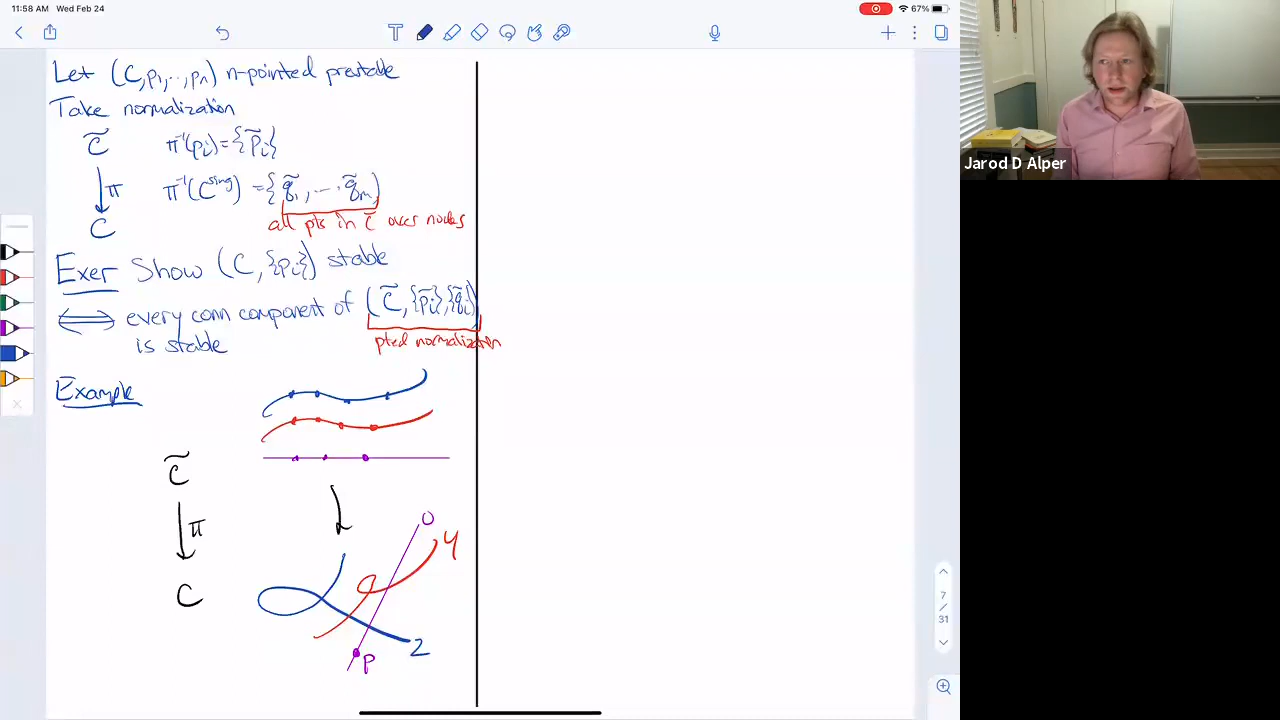 11:58 AM Wed Feb 24
67%
Let (C, p₁, ..., pₙ) n-pointed prestable
Take normalization
C̃ π⁻¹(pᵢ) = {p̃ᵢ}
↓π π⁻¹(C^sing) = {q̃₁, ... q̃ₘ}
C all pts in C̃ over nodes
Exer Show (C, {pᵢ}) stable
⟺ every conn component of (C̃, {p̃ᵢ}, {q̃ᵢ})
is stable pted normalization
Example
C̃
↓π
C
0
4
2
P
Jarod D Alper
T
7
/
31